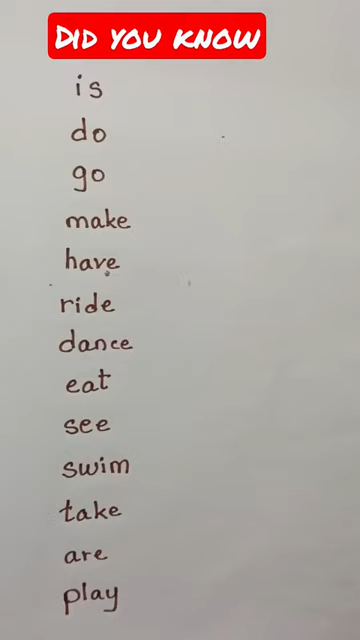 DID YOU KNOW
is
do
go
make
have
ride
dance
eat
see
swim
take
are
play